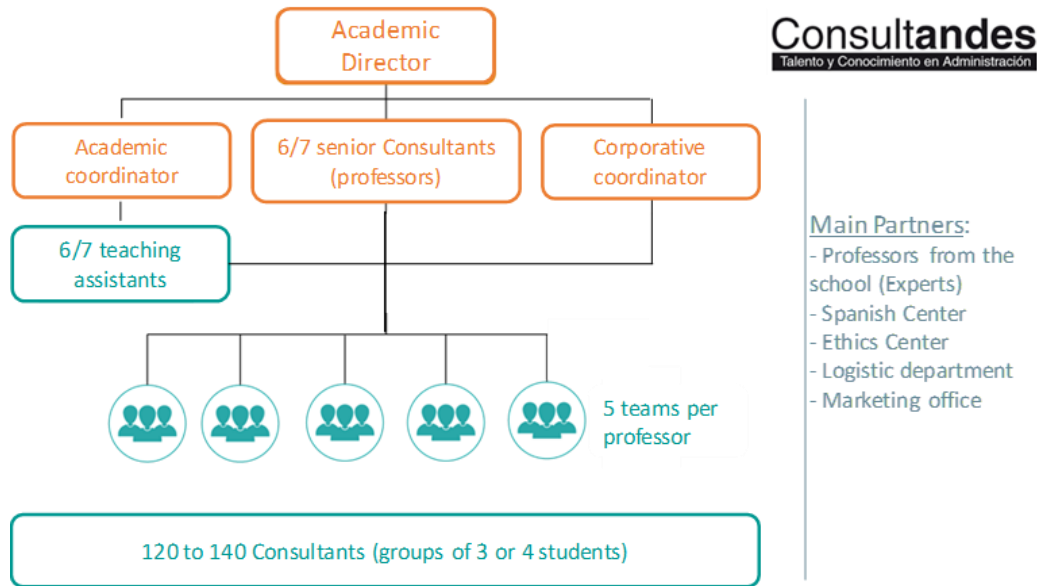 Academic
Director
Consultandes
Talento y Conocimiento en Administración
Academic
coordinator
6/7 senior Consultants
(professors)
Corporative
coordinator
6/7 teaching
assistants
Main Partners:
- Professors from the
school (Experts)
- Spanish Center
- Ethics Center
- Logistic department
- Marketing office
5 teams per
professor
120 to 140 Consultants (groups of 3 or 4 students)